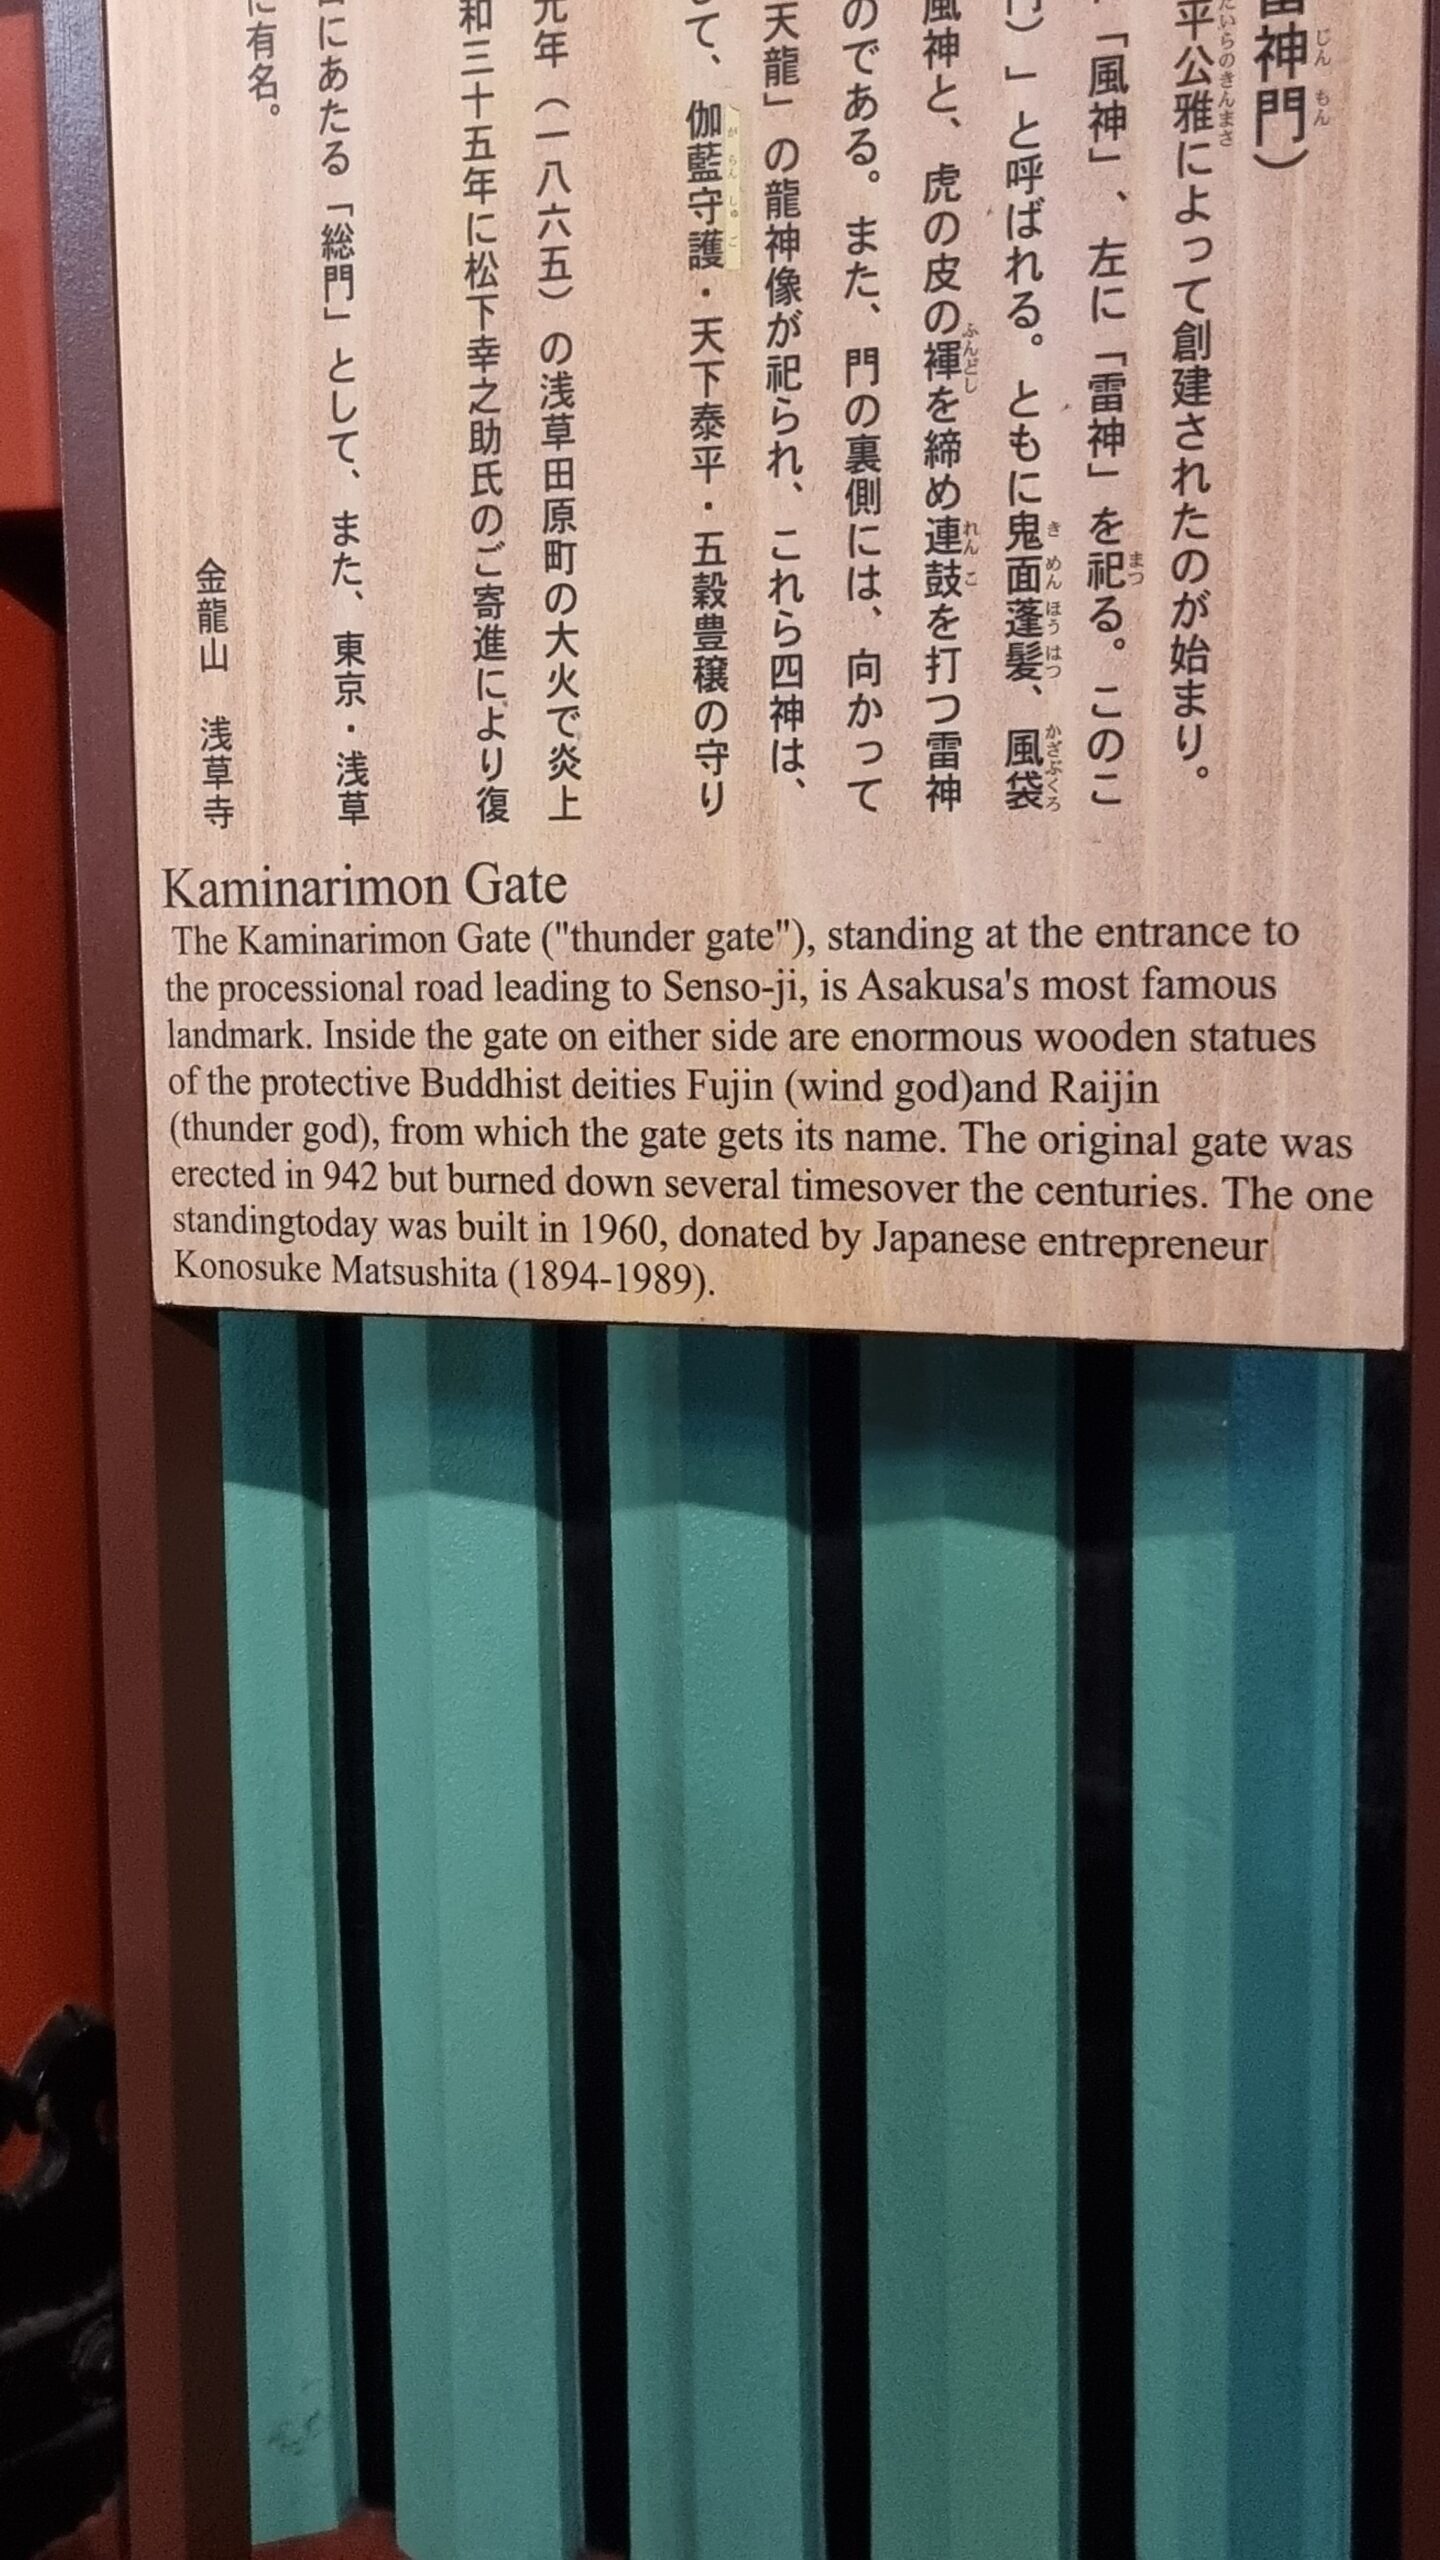 雷神門）
平公雅によって創建されたのが始まり。
「風神」、左に「雷神」を祀る。このこ
門）」と呼ばれる。ともに鬼面蓬髪、風袋
風神と、虎の皮の褌を締め連鼓を打つ雷神
のである。また、門の裏側には、向かって
天龍」の龍神像が祀られ、これら四神は、
して、伽藍守護・天下泰平・五穀豊穣の守り
元年（一八六五）の浅草田原町の大火で炎上
和三十五年に松下幸之助氏のご寄進により復
にあたる「総門」として、また、東京・浅草
に有名。
金龍山 浅草寺
Kaminarimon Gate
The Kaminarimon Gate ("thunder gate"), standing at the entrance to
the processional road leading to Senso-ji, is Asakusa's most famous
landmark. Inside the gate on either side are enormous wooden statues
of the protective Buddhist deities Fujin (wind god)and Raijin
(thunder god), from which the gate gets its name. The original gate was
erected in 942 but burned down several timesover the centuries. The one
standingtoday was built in 1960, donated by Japanese entrepreneur
Konosuke Matsushita (1894-1989).